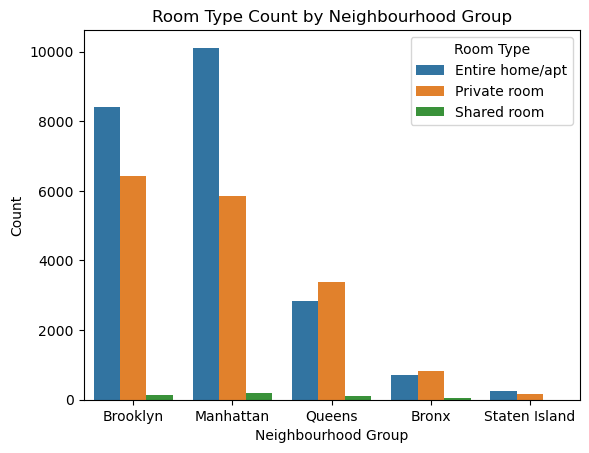 Room Type Count by Neighbourhood Group
Room Type
Entire home/apt
Private room
Shared room
10000
8000
6000
4000
2000
0
Count
Brooklyn Manhattan Queens Bronx Staten Island
Neighbourhood Group